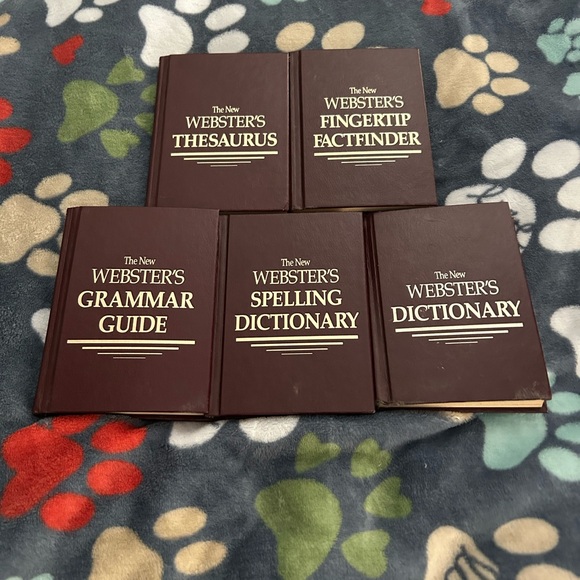 The New
WEBSTER'S
THESAURUS
The New
WEBSTER'S
FINGERTIP
FACTFINDER
The New
WEBSTER'S
GRAMMAR
GUIDE
The New
WEBSTER'S
SPELLING
DICTIONARY
The New
WEBSTER'S
DICTIONARY